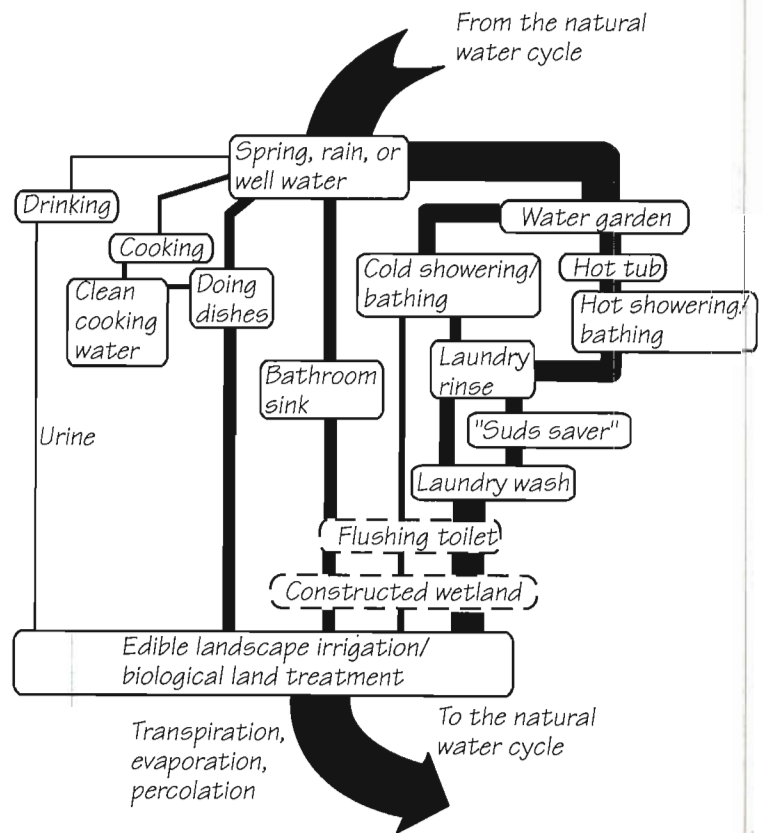 From the natural
water cycle
Spring, rain, or
well water
Drinking
Water garden
Cooking
Cold showering/
bathing
Hot tub
Clean
cooking
water
Doing
dishes
Hot showering/
bathing
Laundry
rinse
Bathroom
sink
"Suds saver"
Urine
Laundry wash
Flushing toilet
Constructed wetland
Edible landscape irrigation/
biological land treatment
Transpiration,
evaporation,
percolation
To the natural
water cycle